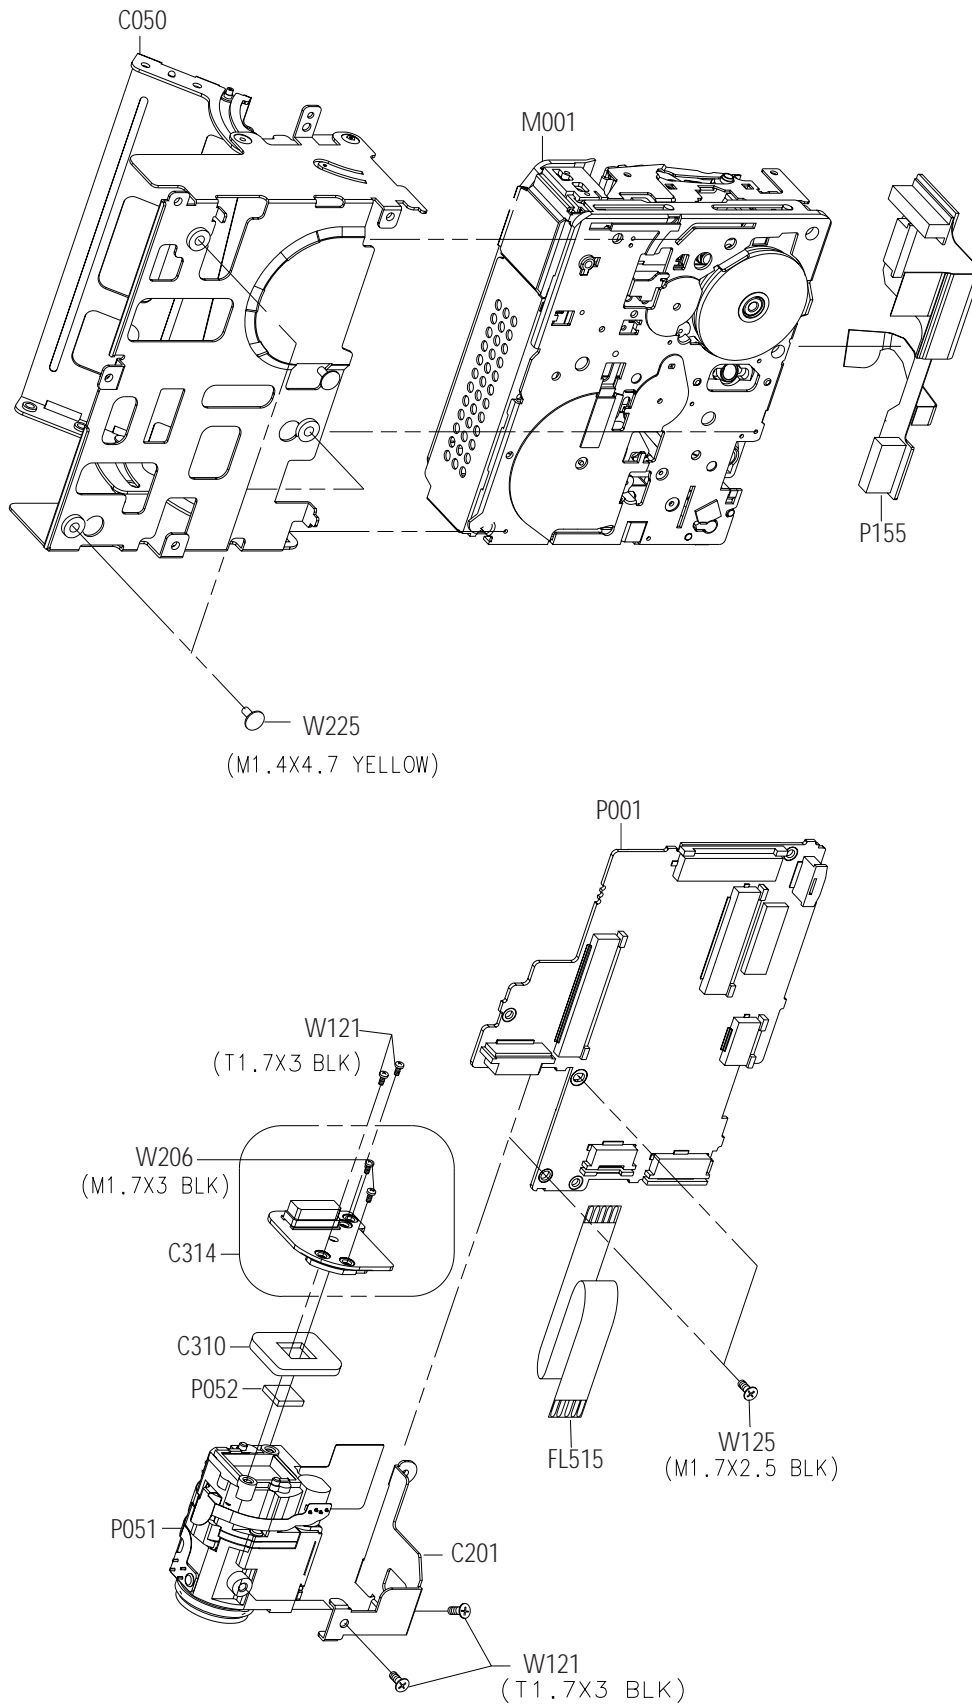 C050
M001
P155
W225
(M1.4X4.7 YELLOW)
P001
W121
(T1.7X3 BLK)
W206
(M1.7X3 BLK)
C314
C310
P052
P051
FL515
W125
(M1.7X2.5 BLK)
C201
W121
(T1.7X3 BLK)